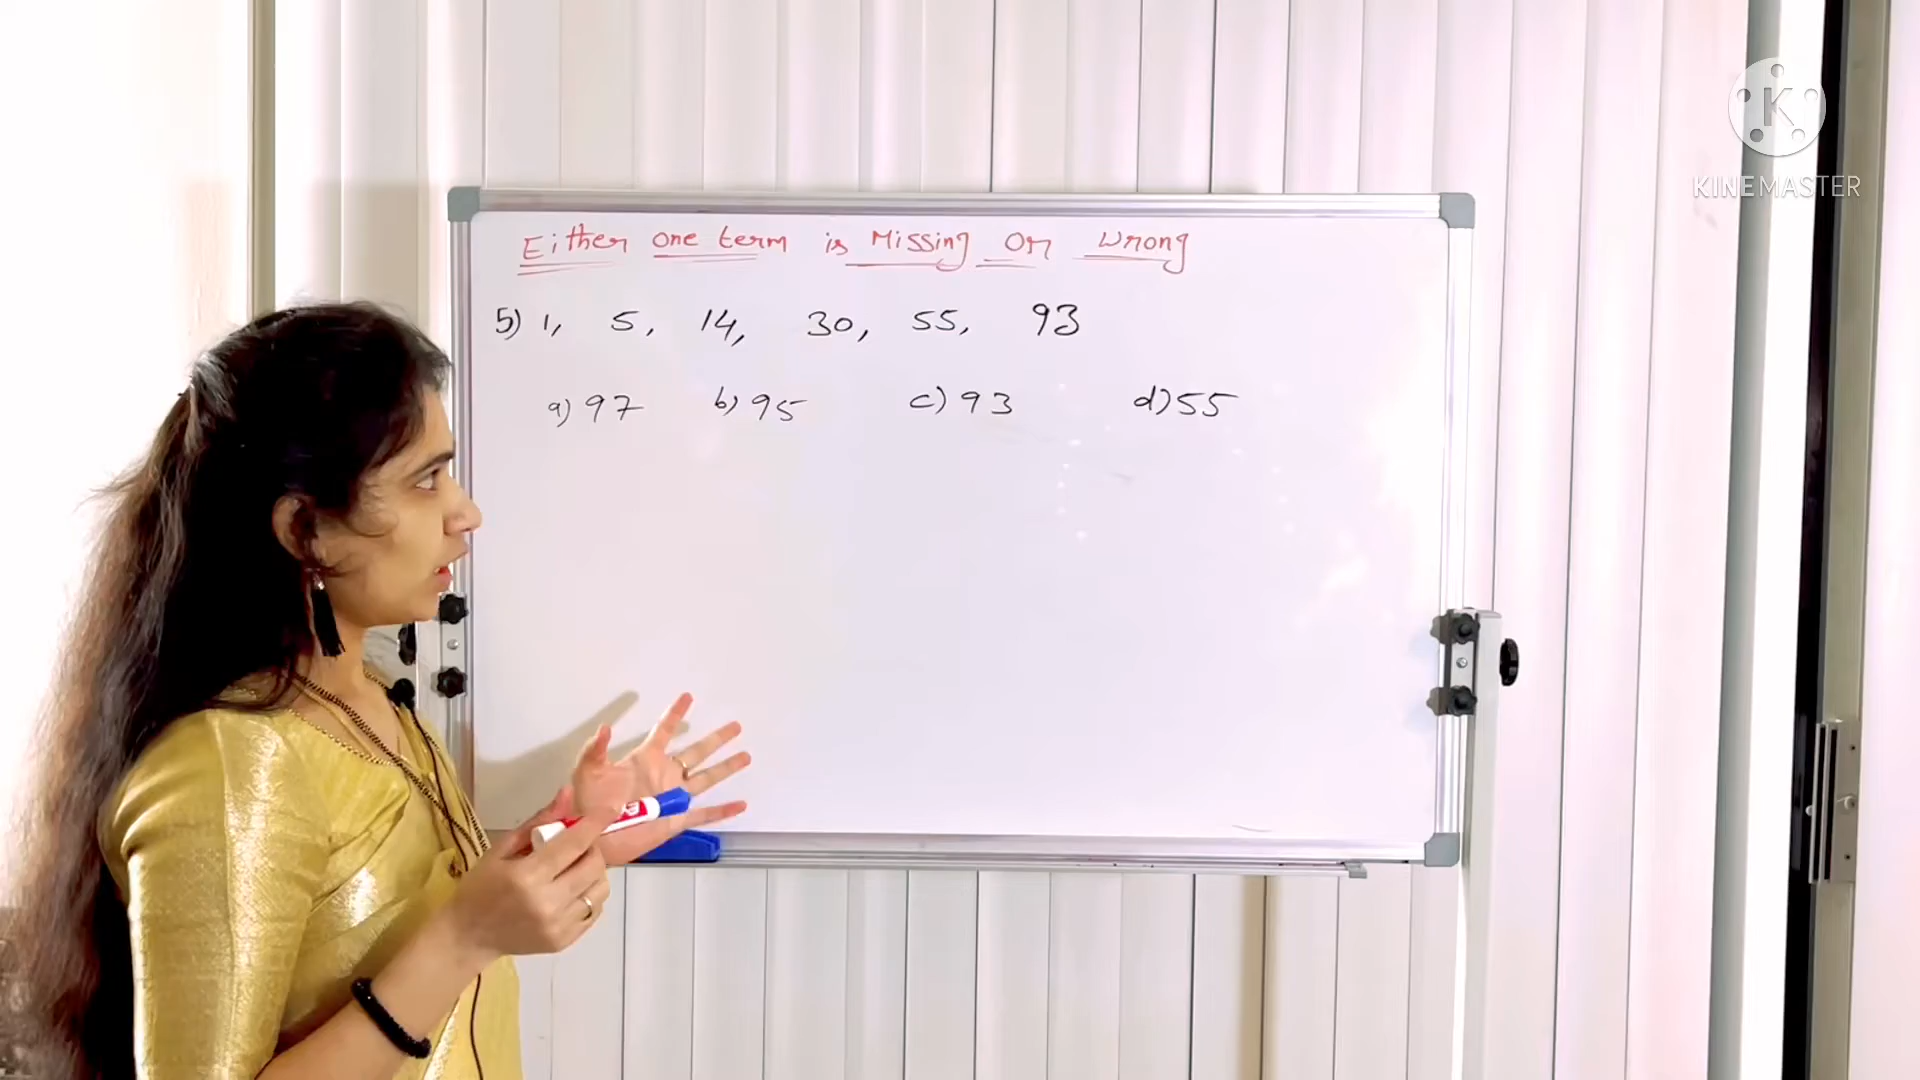 Either one term is Missing Or Wrong
5) 1, 5, 14, 30, 55, 93
a) 97 b) 95 c) 93 d) 55
K
KINEMASTER